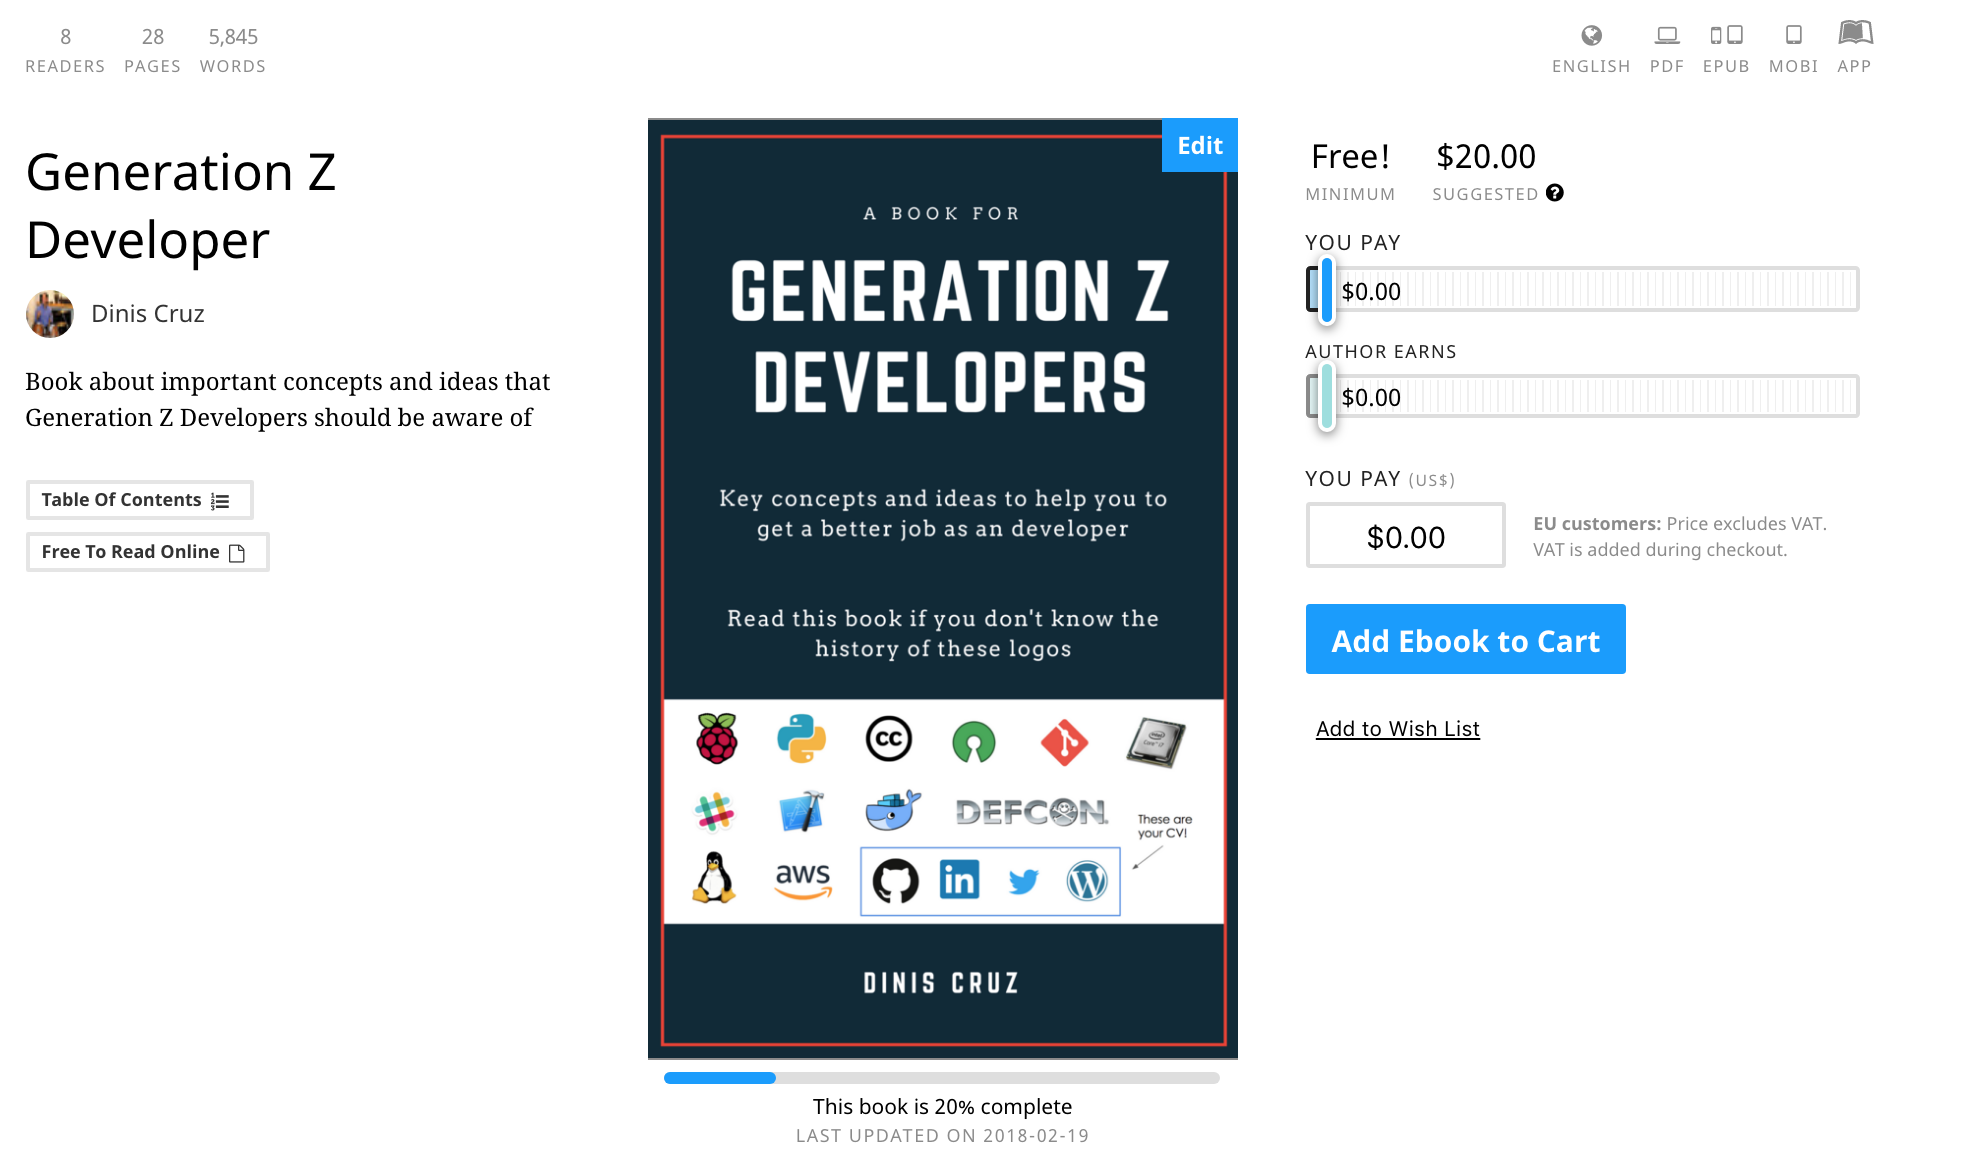 8 28 5,845
READERS PAGES WORDS
ENGLISH PDF EPUB MOBI APP
Generation Z
Developer
Dinis Cruz
Book about important concepts and ideas that
Generation Z Developers should be aware of
Table Of Contents
Free To Read Online
Edit
A BOOK FOR
GENERATION Z
DEVELOPERS
Key concepts and ideas to help you to
get a better job as an developer
Read this book if you don't know the
history of these logos
cc
intel
DEFCON
These are
your CV!
aws
in
W
DINIS CRUZ
This book is 20% complete
LAST UPDATED ON 2018-02-19
Free! $20.00
MINIMUM SUGGESTED ?
YOU PAY
$0.00
AUTHOR EARNS
$0.00
YOU PAY (US$)
$0.00
EU customers: Price excludes VAT.
VAT is added during checkout.
Add Ebook to Cart
Add to Wish List